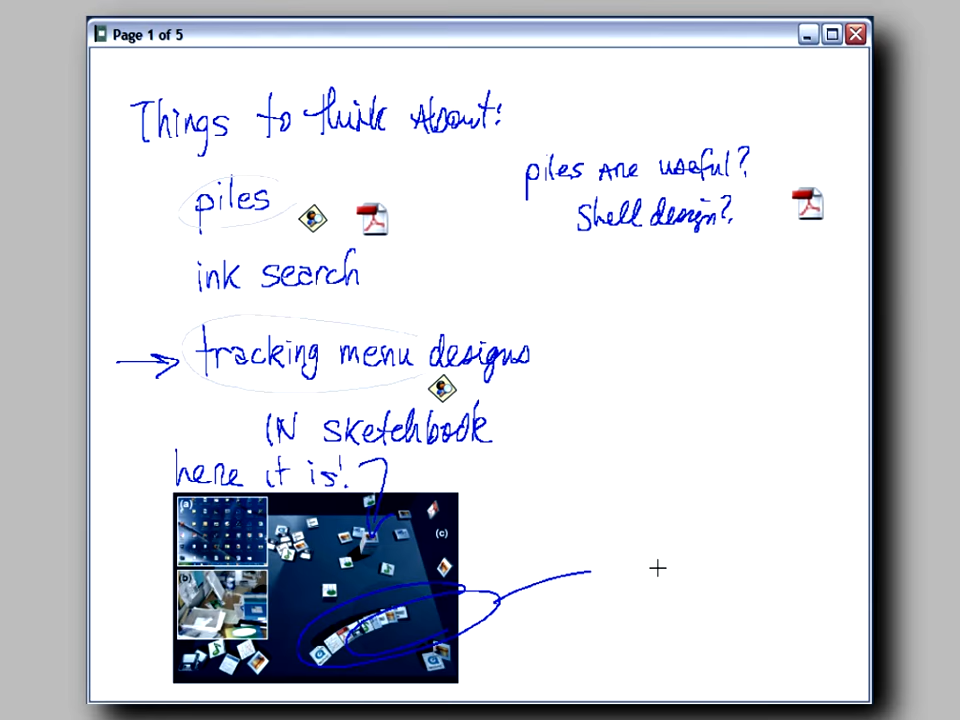 Page 1 of 5
Things to think About:
piles are useful?
Shell design?
piles
ink search
tracking menu designs
IN sketchbook
here it is!
(a)
(c)
(b)